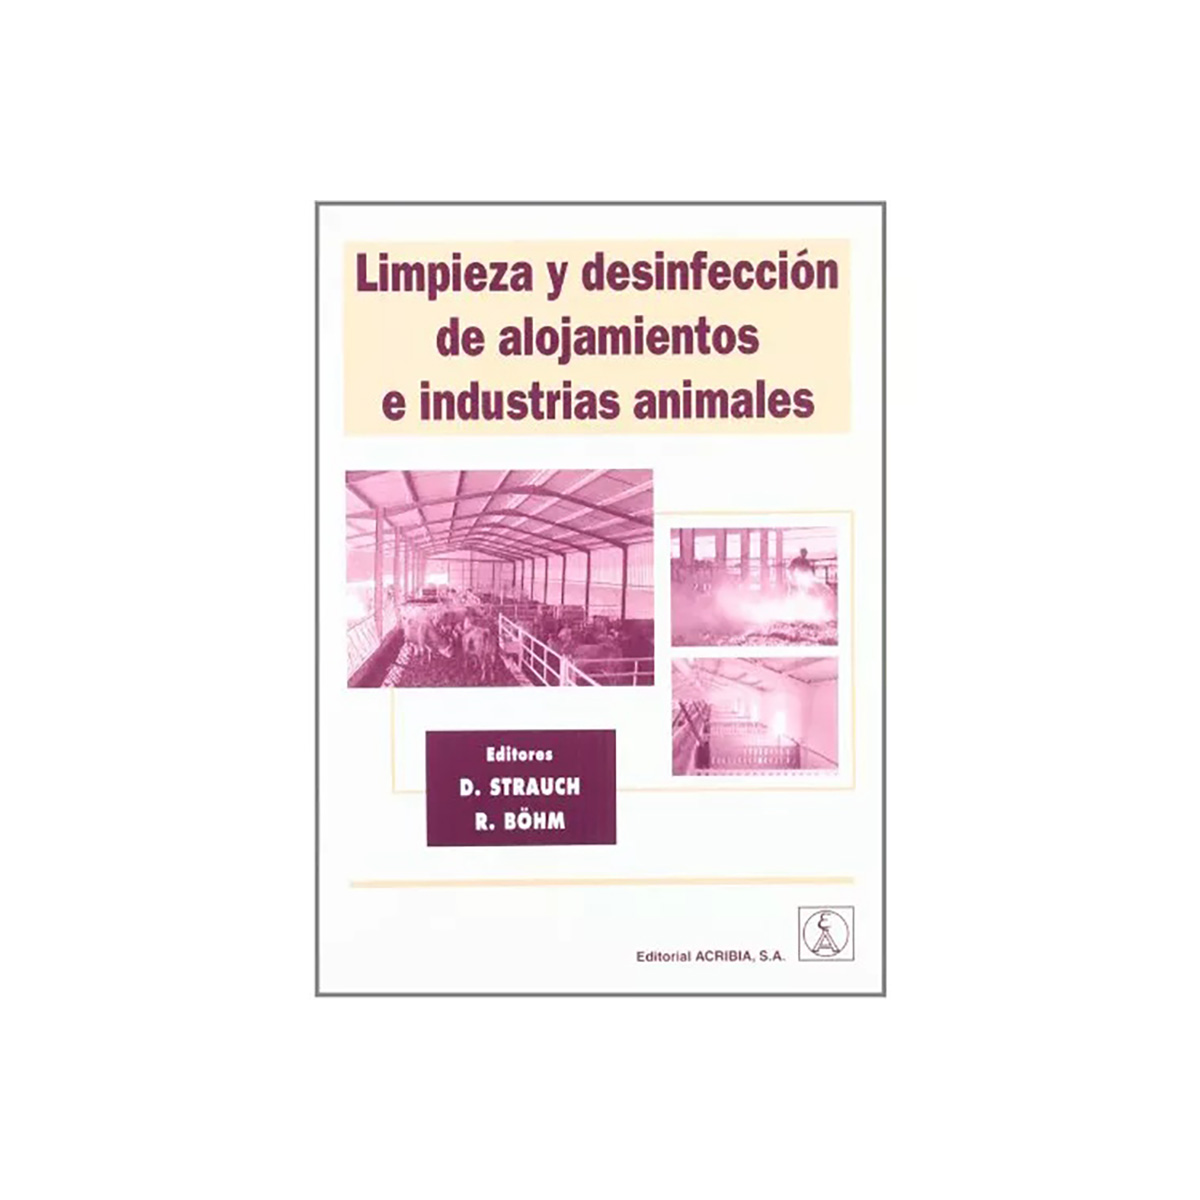 Limpieza y desinfección
de alojamientos
e industrias animales
Editores
D. STRAUCH
R. BÖHM
Editorial ACRIBIA, S.A.